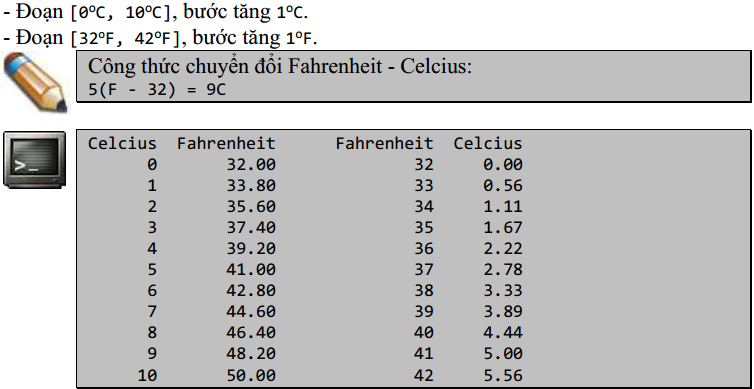 - Đoạn [0ºC, 10ºC], bước tăng 1ºC.
- Đoạn [32ºF, 42ºF], bước tăng 1ºF.
Công thức chuyển đổi Fahrenheit - Celcius:
5(F - 32) = 9C
>_
Celcius Fahrenheit Fahrenheit Celcius
0 32.00 32 0.00
1 33.80 33 0.56
2 35.60 34 1.11
3 37.40 35 1.67
4 39.20 36 2.22
5 41.00 37 2.78
6 42.80 38 3.33
7 44.60 39 3.89
8 46.40 40 4.44
9 48.20 41 5.00
10 50.00 42 5.56